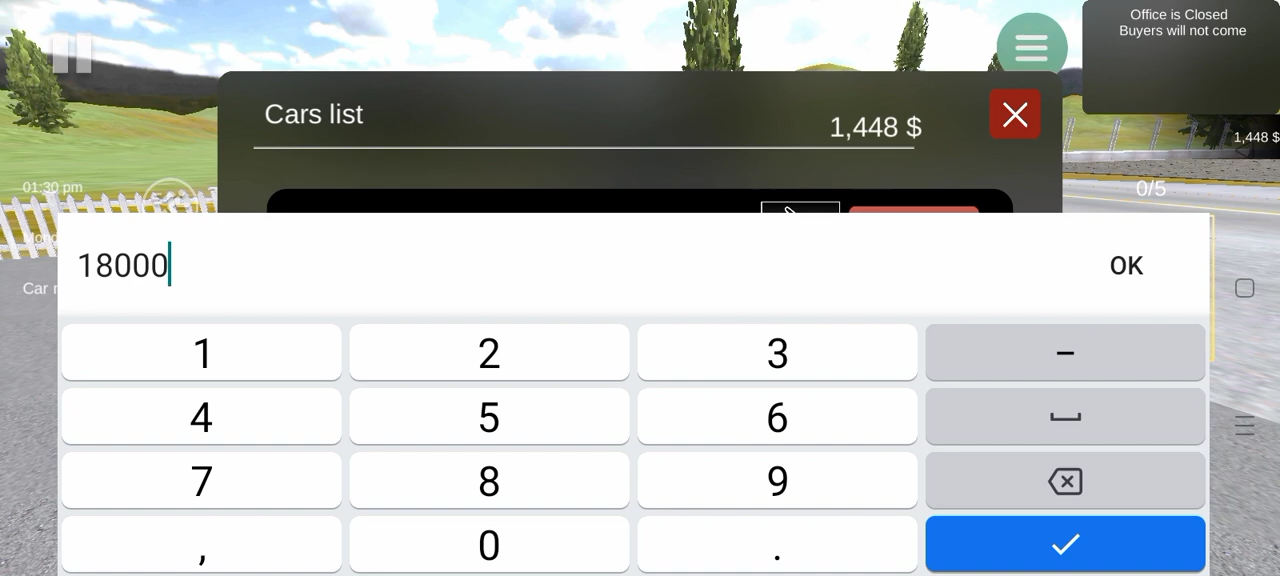 Office is Closed
Buyers will not come
Cars list
1,448 $
1,448 $
01:30 pm
0/5
18000
OK
Car
1
2
3
–
4
5
6
7
8
9
,
0
.